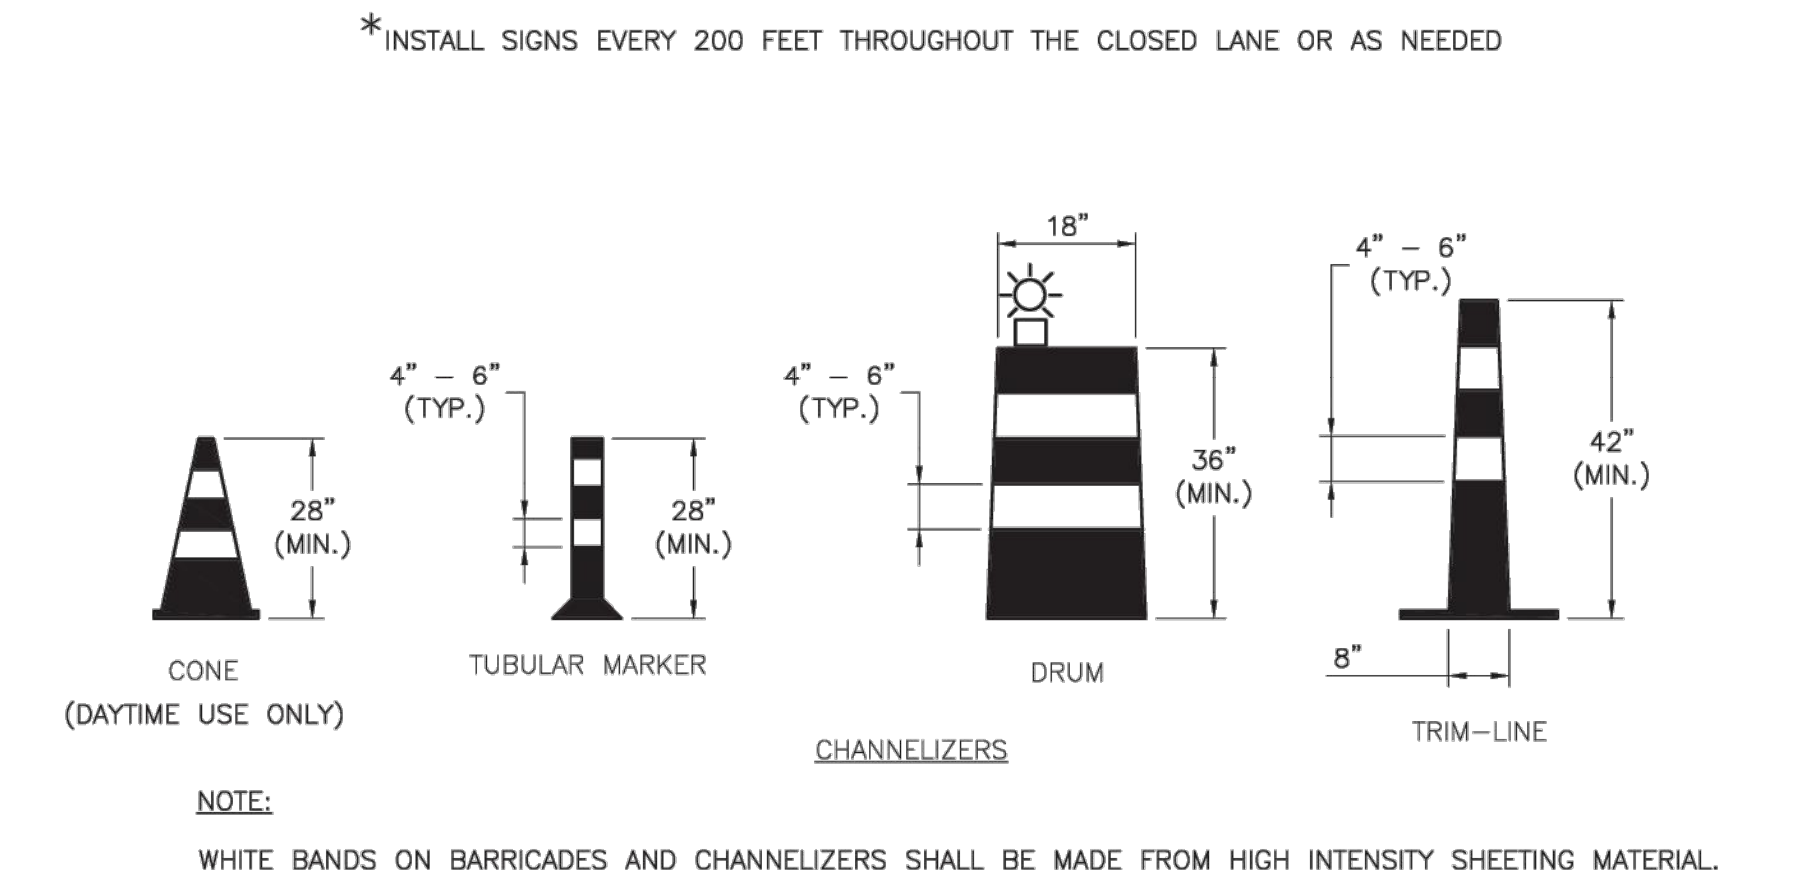 *INSTALL SIGNS EVERY 200 FEET THROUGHOUT THE CLOSED LANE OR AS NEEDED
18"
4" – 6"
(TYP.)
4" – 6"
(TYP.)
4" – 6"
(TYP.)
28"
(MIN.)
28"
(MIN.)
36"
(MIN.)
42"
(MIN.)
8"
CONE
(DAYTIME USE ONLY)
TUBULAR MARKER
DRUM
TRIM–LINE
CHANNELIZERS
NOTE:
WHITE BANDS ON BARRICADES AND CHANNELIZERS SHALL BE MADE FROM HIGH INTENSITY SHEETING MATERIAL.